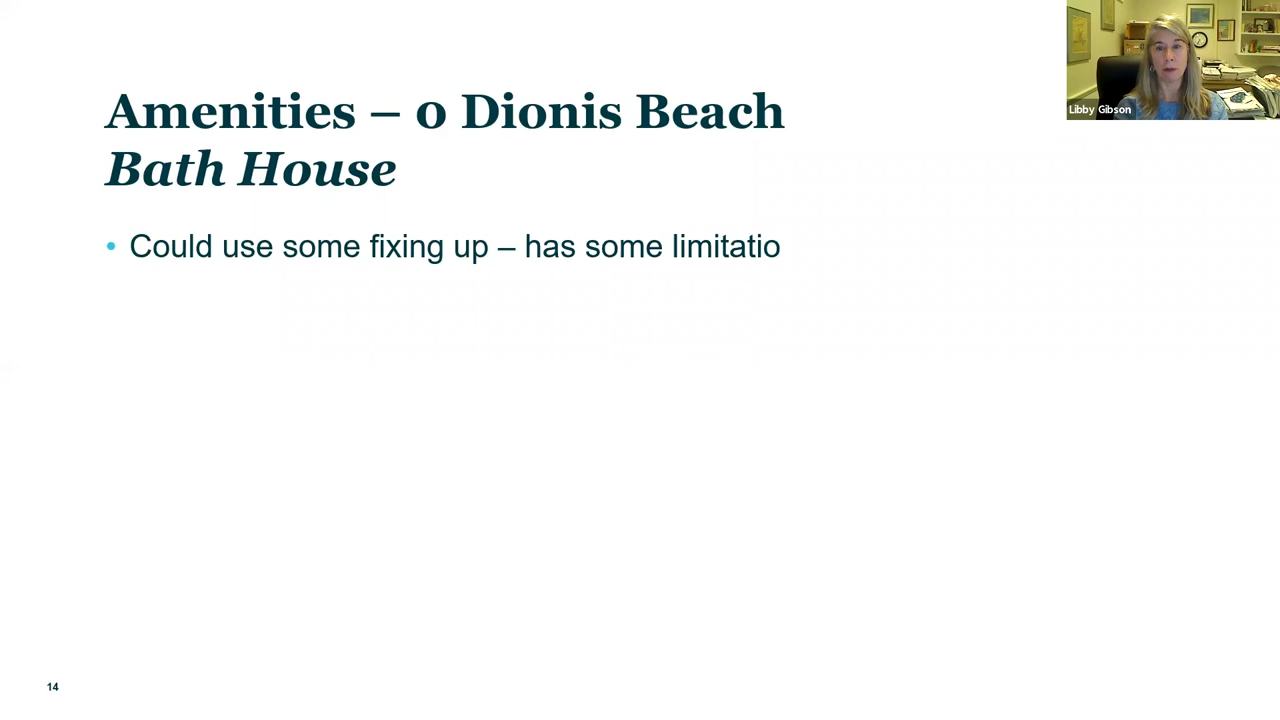 Amenities – 0 Dionis Beach
Bath House
• Could use some fixing up – has some limitatio
Libby Gibson
14